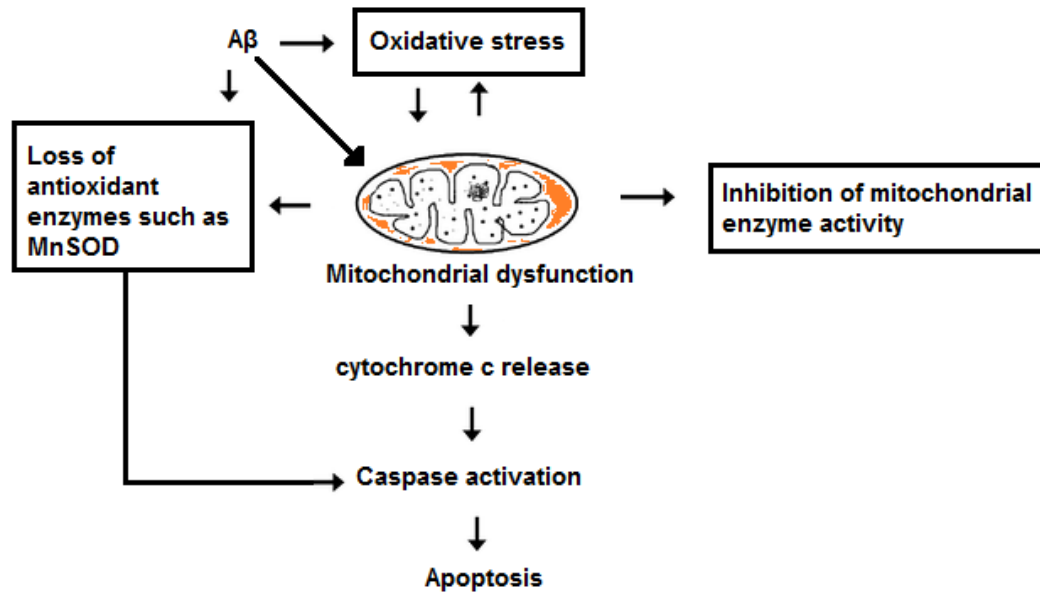 Aβ
Oxidative stress
Loss of
antioxidant
enzymes such as
MnSOD
Inhibition of mitochondrial
enzyme activity
Mitochondrial dysfunction
cytochrome c release
Caspase activation
Apoptosis